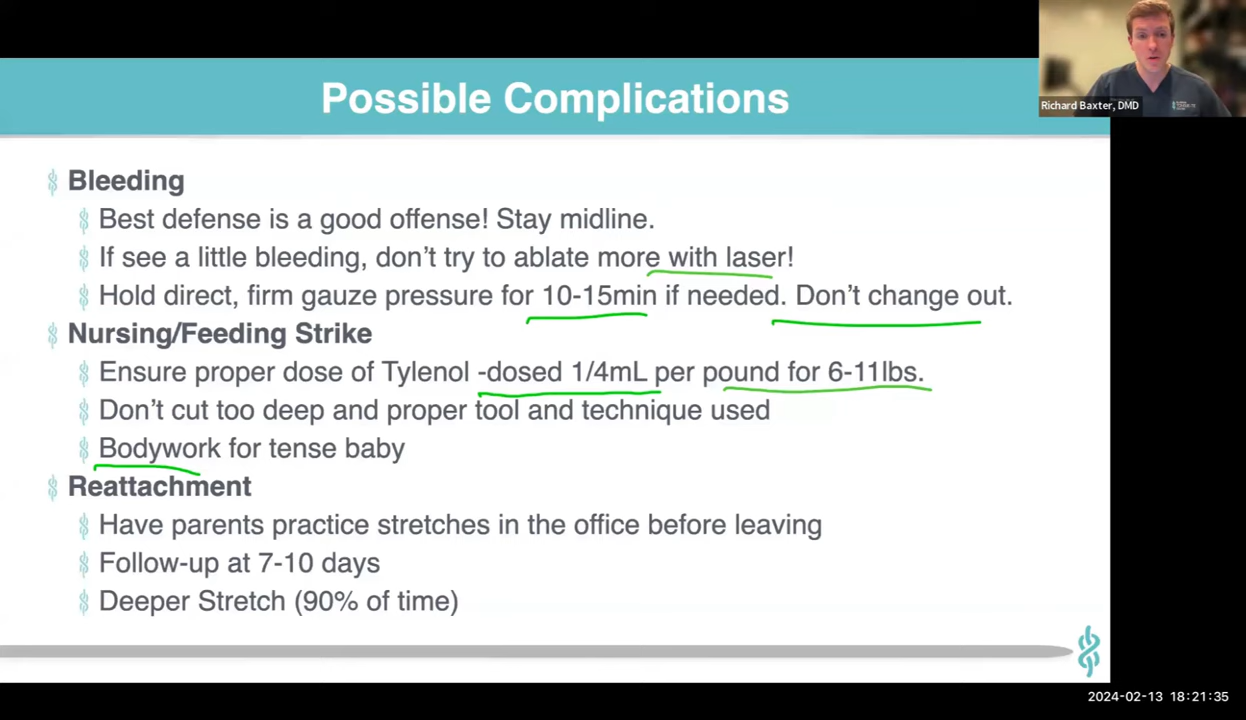 Possible Complications
Richard Baxter, DMD
Bleeding
Best defense is a good offense! Stay midline.
If see a little bleeding, don't try to ablate more with laser!
Hold direct, firm gauze pressure for 10-15min if needed. Don't change out.
Nursing/Feeding Strike
Ensure proper dose of Tylenol -dosed 1/4mL per pound for 6-11lbs.
Don't cut too deep and proper tool and technique used
Bodywork for tense baby
Reattachment
Have parents practice stretches in the office before leaving
Follow-up at 7-10 days
Deeper Stretch (90% of time)
2024-02-13 18:21:35